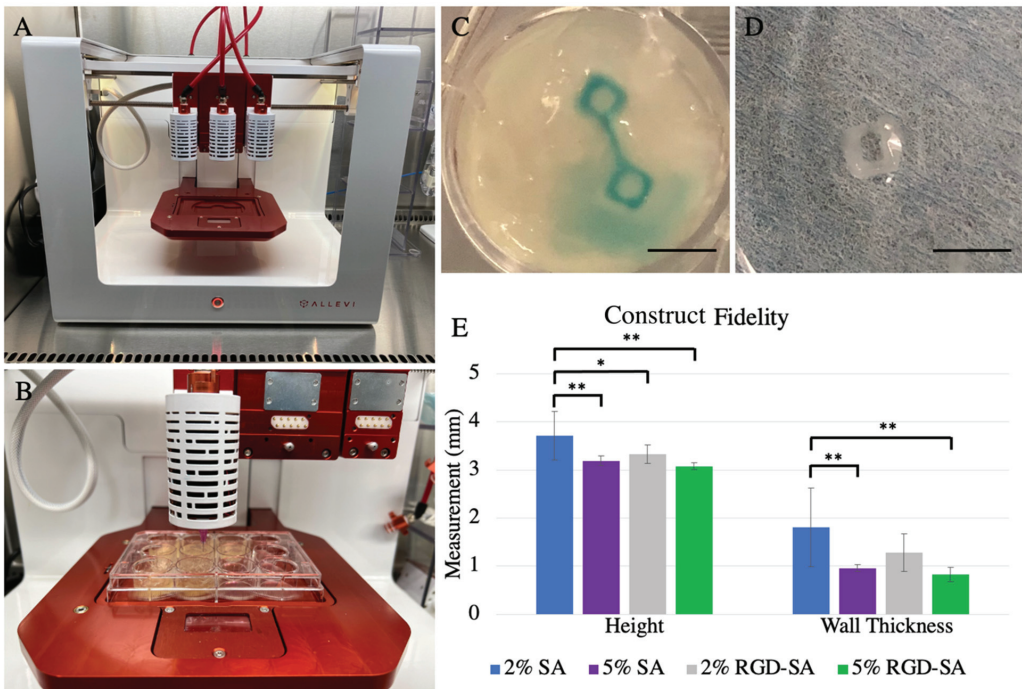 A
ALLEVI
B
C
D
E
Construct Fidelity
**
*
**
**
**
Measurement (mm)
5
4
3
2
1
0
Height
Wall Thickness
2% SA
5% SA
2% RGD-SA
5% RGD-SA